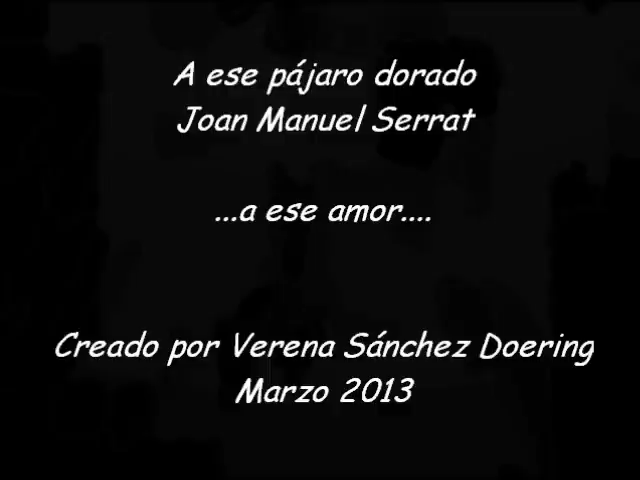 A ese pájaro dorado
Joan Manuel Serrat
...a ese amor....
Creado por Verena Sánchez Doering
Marzo 2013